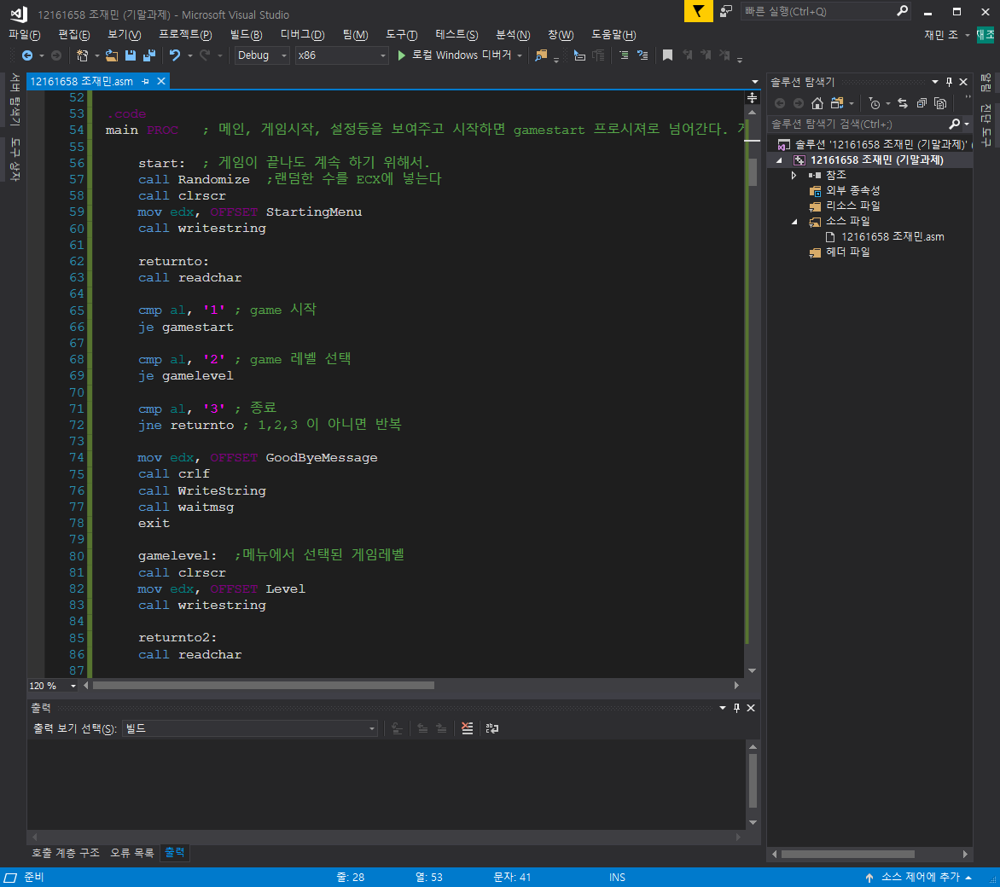 12161658 조재민 (기말과제) - Microsoft Visual Studio
빠른 실행(Ctrl+Q)
파일(F) 편집(E) 보기(V) 프로젝트(P) 빌드(B) 디버그(D) 팀(M) 도구(T) 테스트(S) 분석(N) 창(W) 도움말(H)
재민 조
재조
Debug x86 로컬 Windows 디버거
서버 탐색기
도구 상자
12161658 조재민.asm
52
53 .code
54 main PROC ; 메인, 게임시작, 설정등을 보여주고 시작하면 gamestart 프로시져로 넘어간다.
55
56 start: ; 게임이 끝나도 계속 하기 위해서.
57 call Randomize ;랜덤한 수를 ECX에 넣는다
58 call clrscr
59 mov edx, OFFSET StartingMenu
60 call writestring
61
62 returnto:
63 call readchar
64
65 cmp al, '1' ; game 시작
66 je gamestart
67
68 cmp al, '2' ; game 레벨 선택
69 je gamelevel
70
71 cmp al, '3' ; 종료
72 jne returnto ; 1,2,3 이 아니면 반복
73
74 mov edx, OFFSET GoodByeMessage
75 call crlf
76 call WriteString
77 call waitmsg
78 exit
79
80 gamelevel: ;메뉴에서 선택된 게임레벨
81 call clrscr
82 mov edx, OFFSET Level
83 call writestring
84
85 returnto2:
86 call readchar
87
120 %
출력
출력 보기 선택(S): 빌드
호출 계층 구조 오류 목록 출력
솔루션 탐색기
솔루션 탐색기 검색(Ctrl+;)
솔루션 '12161658 조재민 (기말과제)' (
12161658 조재민 (기말과제)
참조
외부 종속성
리소스 파일
소스 파일
12161658 조재민.asm
헤더 파일
알림
진단 도구
준비 줄: 28 열: 53 문자: 41 INS 소스 제어에 추가